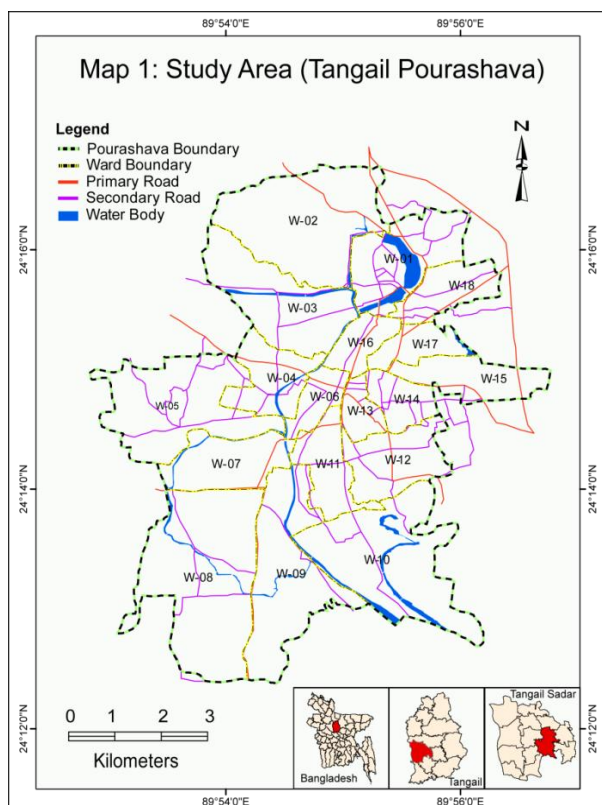 89°54'0"E
89°56'0"E
Map 1: Study Area (Tangail Pourashava)
Legend
Pourashava Boundary
Ward Boundary
Primary Road
Secondary Road
Water Body
N
24°16'0"N
24°16'0"N
W-02
W-01
W-18
W-03
W-16
W-17
W-04
W-15
W-05
W-06
W-14
W-13
W-07
W-11
W-12
24°14'0"N
24°14'0"N
W-10
W-08
W-09
24°12'0"N
24°12'0"N
0 1 2 3
Kilometers
Bangladesh
Tangail
Tangail Sadar
89°54'0"E
89°56'0"E